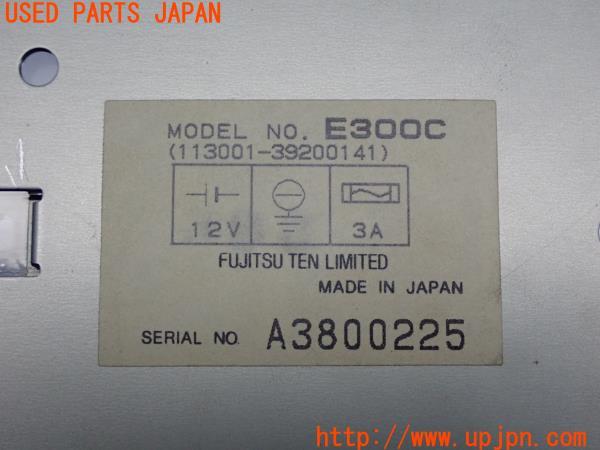 USED PARTS JAPAN
MODEL NO. E300C
(113001-39200141)
12V
3A
FUJITSU TEN LIMITED
MADE IN JAPAN
SERIAL NO. A3800225
http://www.upjpn.com/